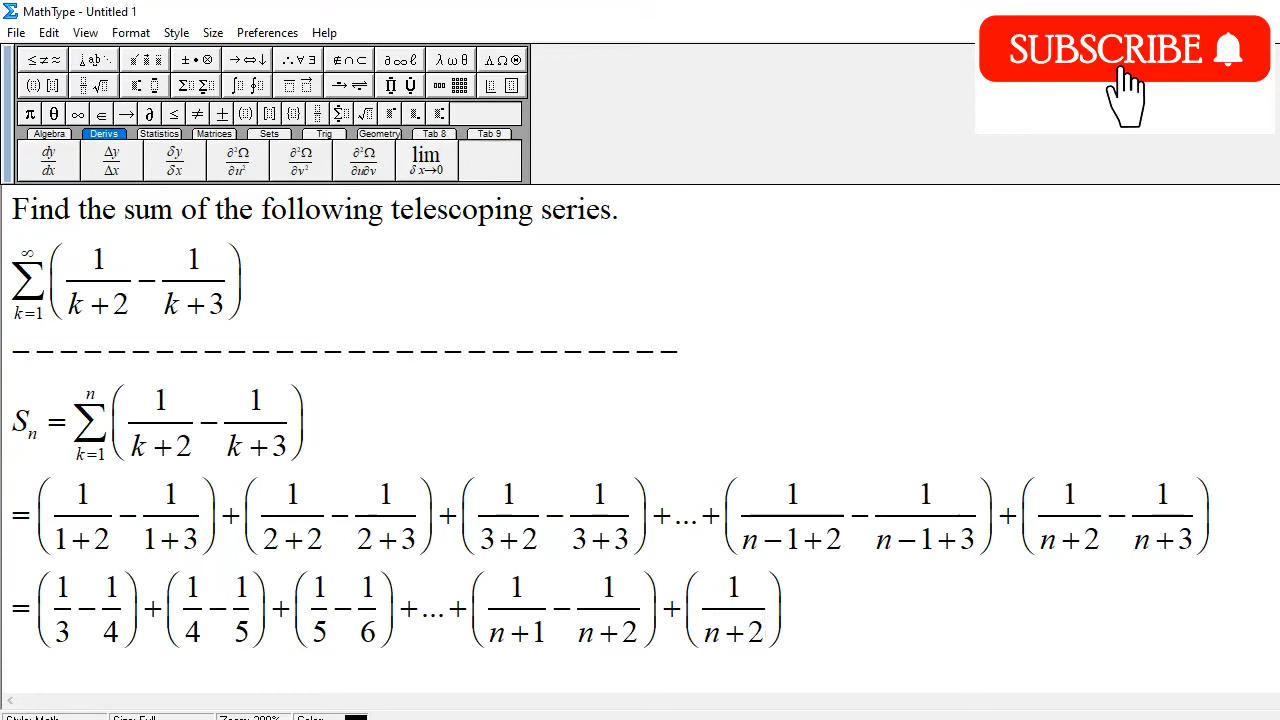 MathType - Untitled 1
File Edit View Format Style Size Preferences Help
SUBSCRIBE
≤ ≠ ≈ ± • ⊗ → ⇔ ↓ ∴ ∀ ∃ ∉ ∩ ⊂ ∂ ∞ ℓ λ ω θ Λ Ω Θ
π θ ∞ ∈ → ∂ ≤ ≠ ±
Algebra Derivs Statistics Matrices Sets Trig Geometry Tab 8 Tab 9
dy/dx Δy/Δx δy/δx ∂²Ω/∂u² ∂²Ω/∂v² ∂²Ω/∂u∂v lim δx→0
Find the sum of the following telescoping series.
∑_{k=1}^{∞} (1/(k+2) − 1/(k+3))
− − − − − − − − − − − − − − − − − − − − − − − − − − − −
S_n = ∑_{k=1}^{n} (1/(k+2) − 1/(k+3))
= (1/(1+2) − 1/(1+3)) + (1/(2+2) − 1/(2+3)) + (1/(3+2) − 1/(3+3)) + ... + (1/(n−1+2) − 1/(n−1+3)) + (1/(n+2) − 1/(n+3))
= (1/3 − 1/4) + (1/4 − 1/5) + (1/5 − 1/6) + ... + (1/(n+1) − 1/(n+2)) + (1/(n+2))